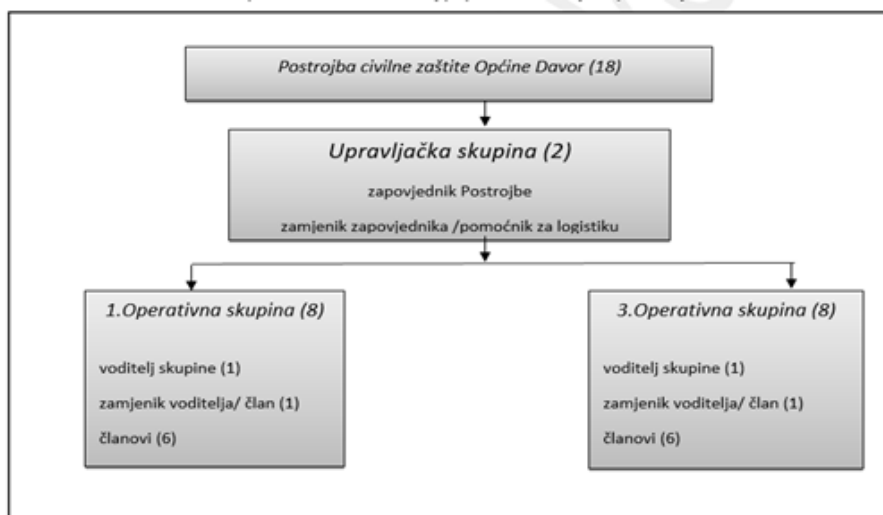 Postrojba civilne zaštite Općine Davor (18)
Upravljačka skupina (2)
zapovjednik Postrojbe
zamjenik zapovjednika /pomoćnik za logistiku
1.Operativna skupina (8)
voditelj skupine (1)
zamjenik voditelja/ član (1)
članovi (6)
3.Operativna skupina (8)
voditelj skupine (1)
zamjenik voditelja/ član (1)
članovi (6)